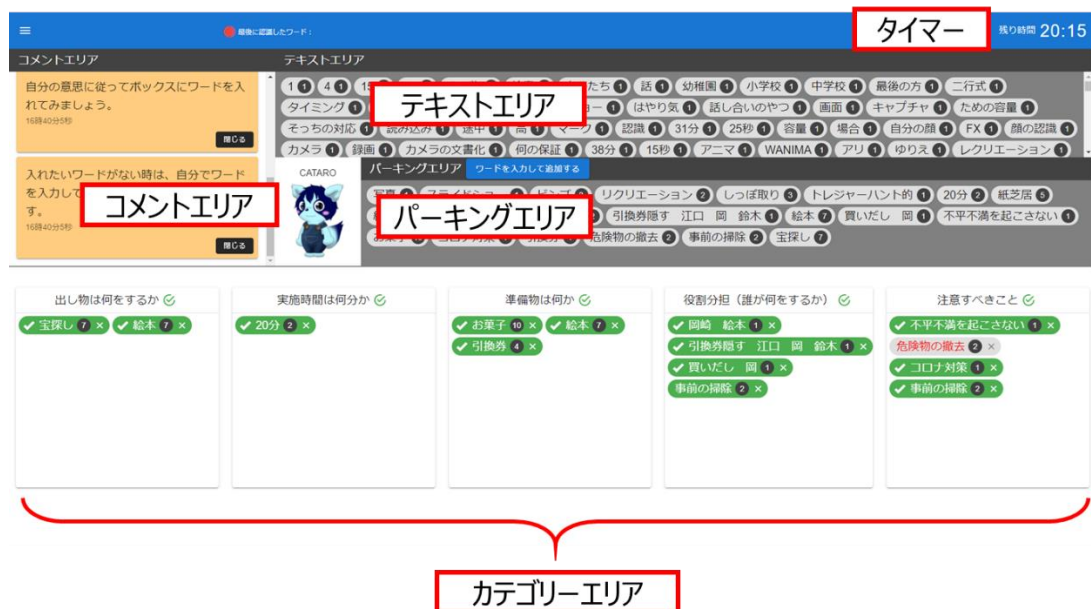 タイマー
最後に認識したワード:
残り時間 20:15
コメントエリア
テキストエリア
自分の意思に従ってボックスにワードを入
れてみましょう。
16時40分5秒
閉じる
入れたいワードがない時は、自分でワード
を入力して
す。
16時40分5秒
閉じる
コメントエリア
1 1 4 1 たち 1 話 1 幼稚園 1 小学校 1 中学校 1 最後の方 1 二行式 1
タイミング 1 はやり気 1 話し合いのやつ 1 画面 1 キャプチャ 1 ための容量 1
そっちの対応 1 読み込み 1 途中 1 高 1 マーク 1 認識 1 31分 1 25秒 1 容量 1 場合 1 自分の顔 1 FX 1 顔の認識 1
カメラ 1 録画 1 カメラの文書化 1 何の保証 1 38分 1 15秒 1 アニマ 1 WANIMA 1 アリ 1 ゆりえ 1 レクリエーション 1
テキストエリア
CATARO
パーキングエリア ワードを入力して追加する
リクリエーション 2 しっぽ取り 3 トレジャーハント的 1 20分 2 紙芝居 5
引換券隠す 江口 岡 鈴木 1 絵本 7 買いだし 岡 1 不平不満を起こさない 1
危険物の撤去 2 事前の掃除 2 宝探し 7
パーキングエリア
出し物は何をするか
宝探し 7 × 絵本 7 ×
実施時間は何分か
20分 2 ×
準備物は何か
お菓子 10 × 絵本 7 ×
引換券 4 ×
役割分担(誰が何をするか)
岡崎 絵本 1 ×
引換券隠す 江口 岡 鈴木 1 ×
買いだし 岡 1 ×
事前の掃除 2 ×
注意すべきこと
不平不満を起こさない 1 ×
危険物の撤去 2 ×
コロナ対策 1 ×
事前の掃除 2 ×
カテゴリーエリア